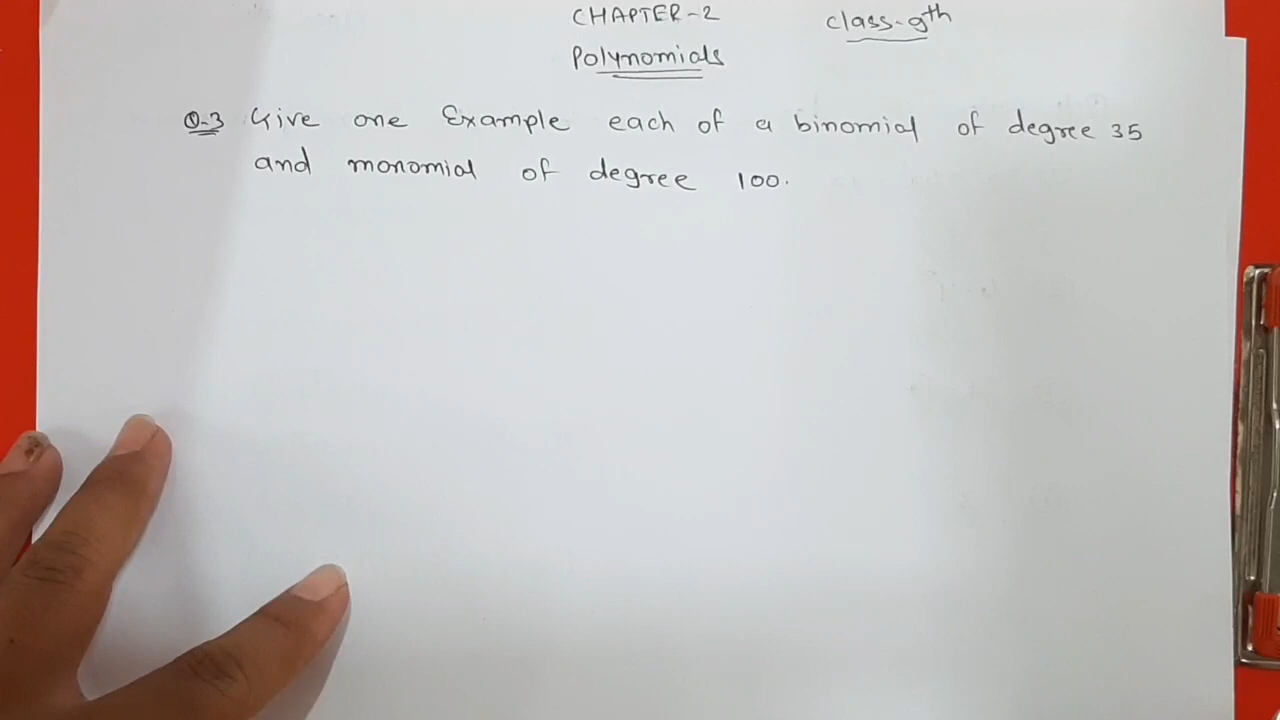 CHAPTER-2
Class-9th
Polynomials
Q-3 Give one Example each of a binomial of degree 35
and monomial of degree 100.